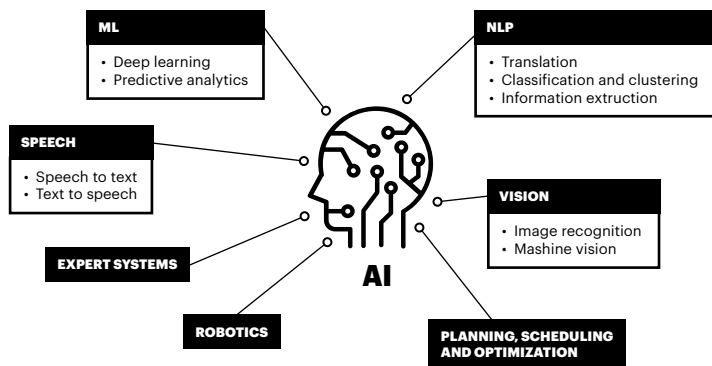 ML
• Deep learning
• Predictive analytics
NLP
• Translation
• Classification and clustering
• Information extruction
SPEECH
• Speech to text
• Text to speech
VISION
• Image recognition
• Mashine vision
EXPERT SYSTEMS
AI
ROBOTICS
PLANNING, SCHEDULING
AND OPTIMIZATION